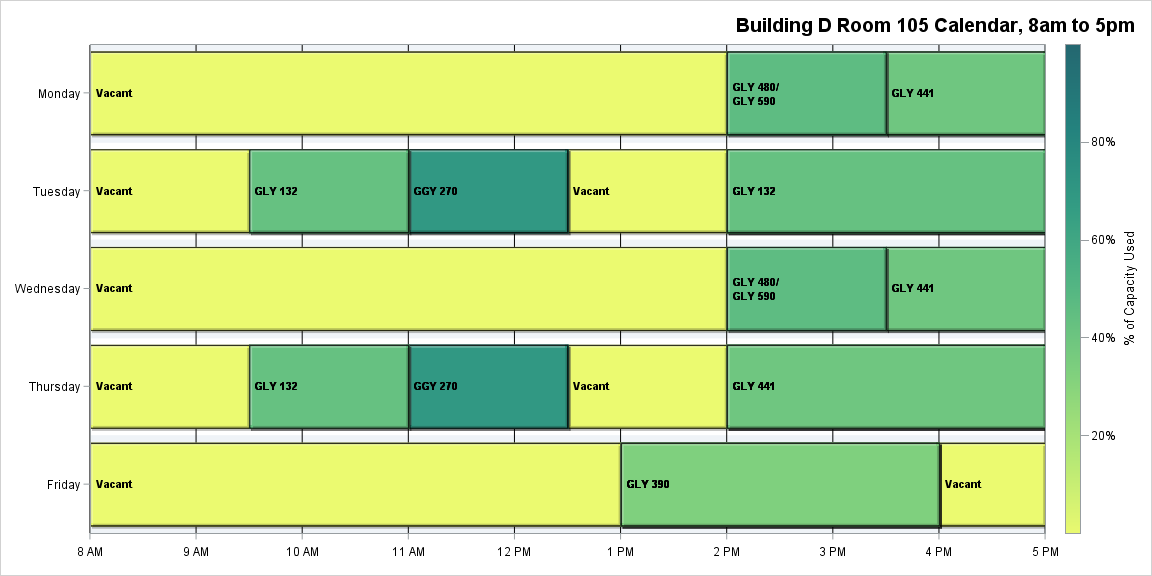 Building D Room 105 Calendar, 8am to 5pm
Monday
Vacant
GLY 480/
GLY 590
GLY 441
Tuesday
Vacant
GLY 132
GGY 270
Vacant
GLY 132
Wednesday
Vacant
GLY 480/
GLY 590
GLY 441
Thursday
Vacant
GLY 132
GGY 270
Vacant
GLY 441
Friday
Vacant
GLY 390
Vacant
8 AM
9 AM
10 AM
11 AM
12 PM
1 PM
2 PM
3 PM
4 PM
5 PM
80%
60%
40%
20%
% of Capacity Used